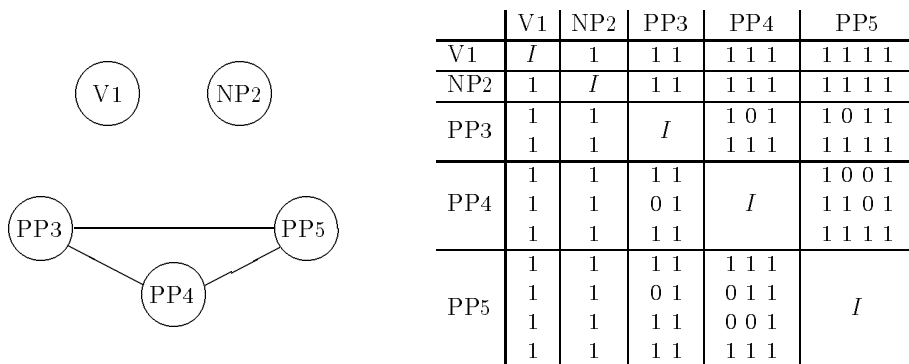 V1 NP2
PP3 PP5
PP4
V1 NP2 PP3 PP4 PP5
V1 I 1 1 1 1 1 1 1 1 1 1
NP2 1 I 1 1 1 1 1 1 1 1 1
1 1 1 0 1 1 0 1 1
PP3 I
1 1 1 1 1 1 1 1 1
1 1 1 1 1 0 0 1
PP4 1 1 0 1 I 1 1 0 1
1 1 1 1 1 1 1 1
1 1 1 1 1 1 1
1 1 0 1 0 1 1
PP5 I
1 1 1 1 0 0 1
1 1 1 1 1 1 1